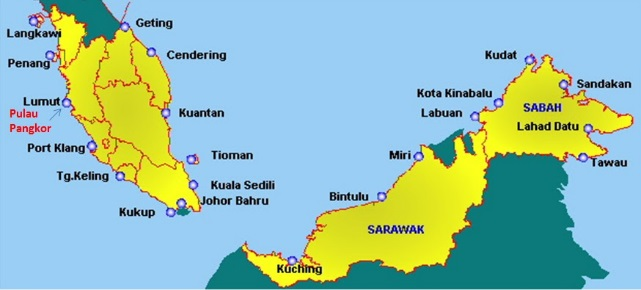 Geting
Langkawi
Cendering
Penang
Lumut
Pulau
Pangkor
Kuantan
Port Klang
Tioman
Tg.Keling
Kuala Sedili
Johor Bahru
Kukup
Kudat
Sandakan
Kota Kinabalu
SABAH
Labuan
Lahad Datu
Miri
Tawau
Bintulu
SARAWAK
Kuching